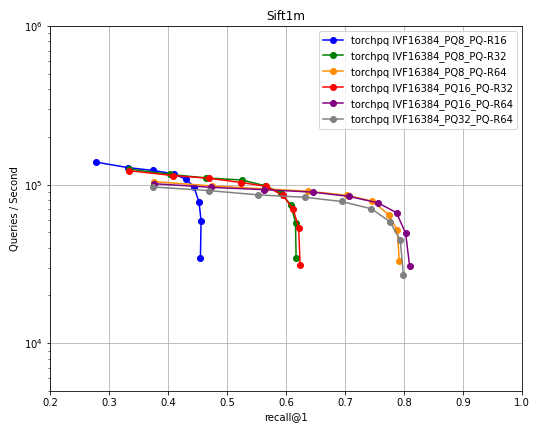 Sift1m
torchpq IVF16384_PQ8_PQ-R16
torchpq IVF16384_PQ8_PQ-R32
torchpq IVF16384_PQ8_PQ-R64
torchpq IVF16384_PQ16_PQ-R32
torchpq IVF16384_PQ16_PQ-R64
torchpq IVF16384_PQ32_PQ-R64
Queries / Second
10^6
10^5
10^4
0.2 0.3 0.4 0.5 0.6 0.7 0.8 0.9 1.0
recall@1